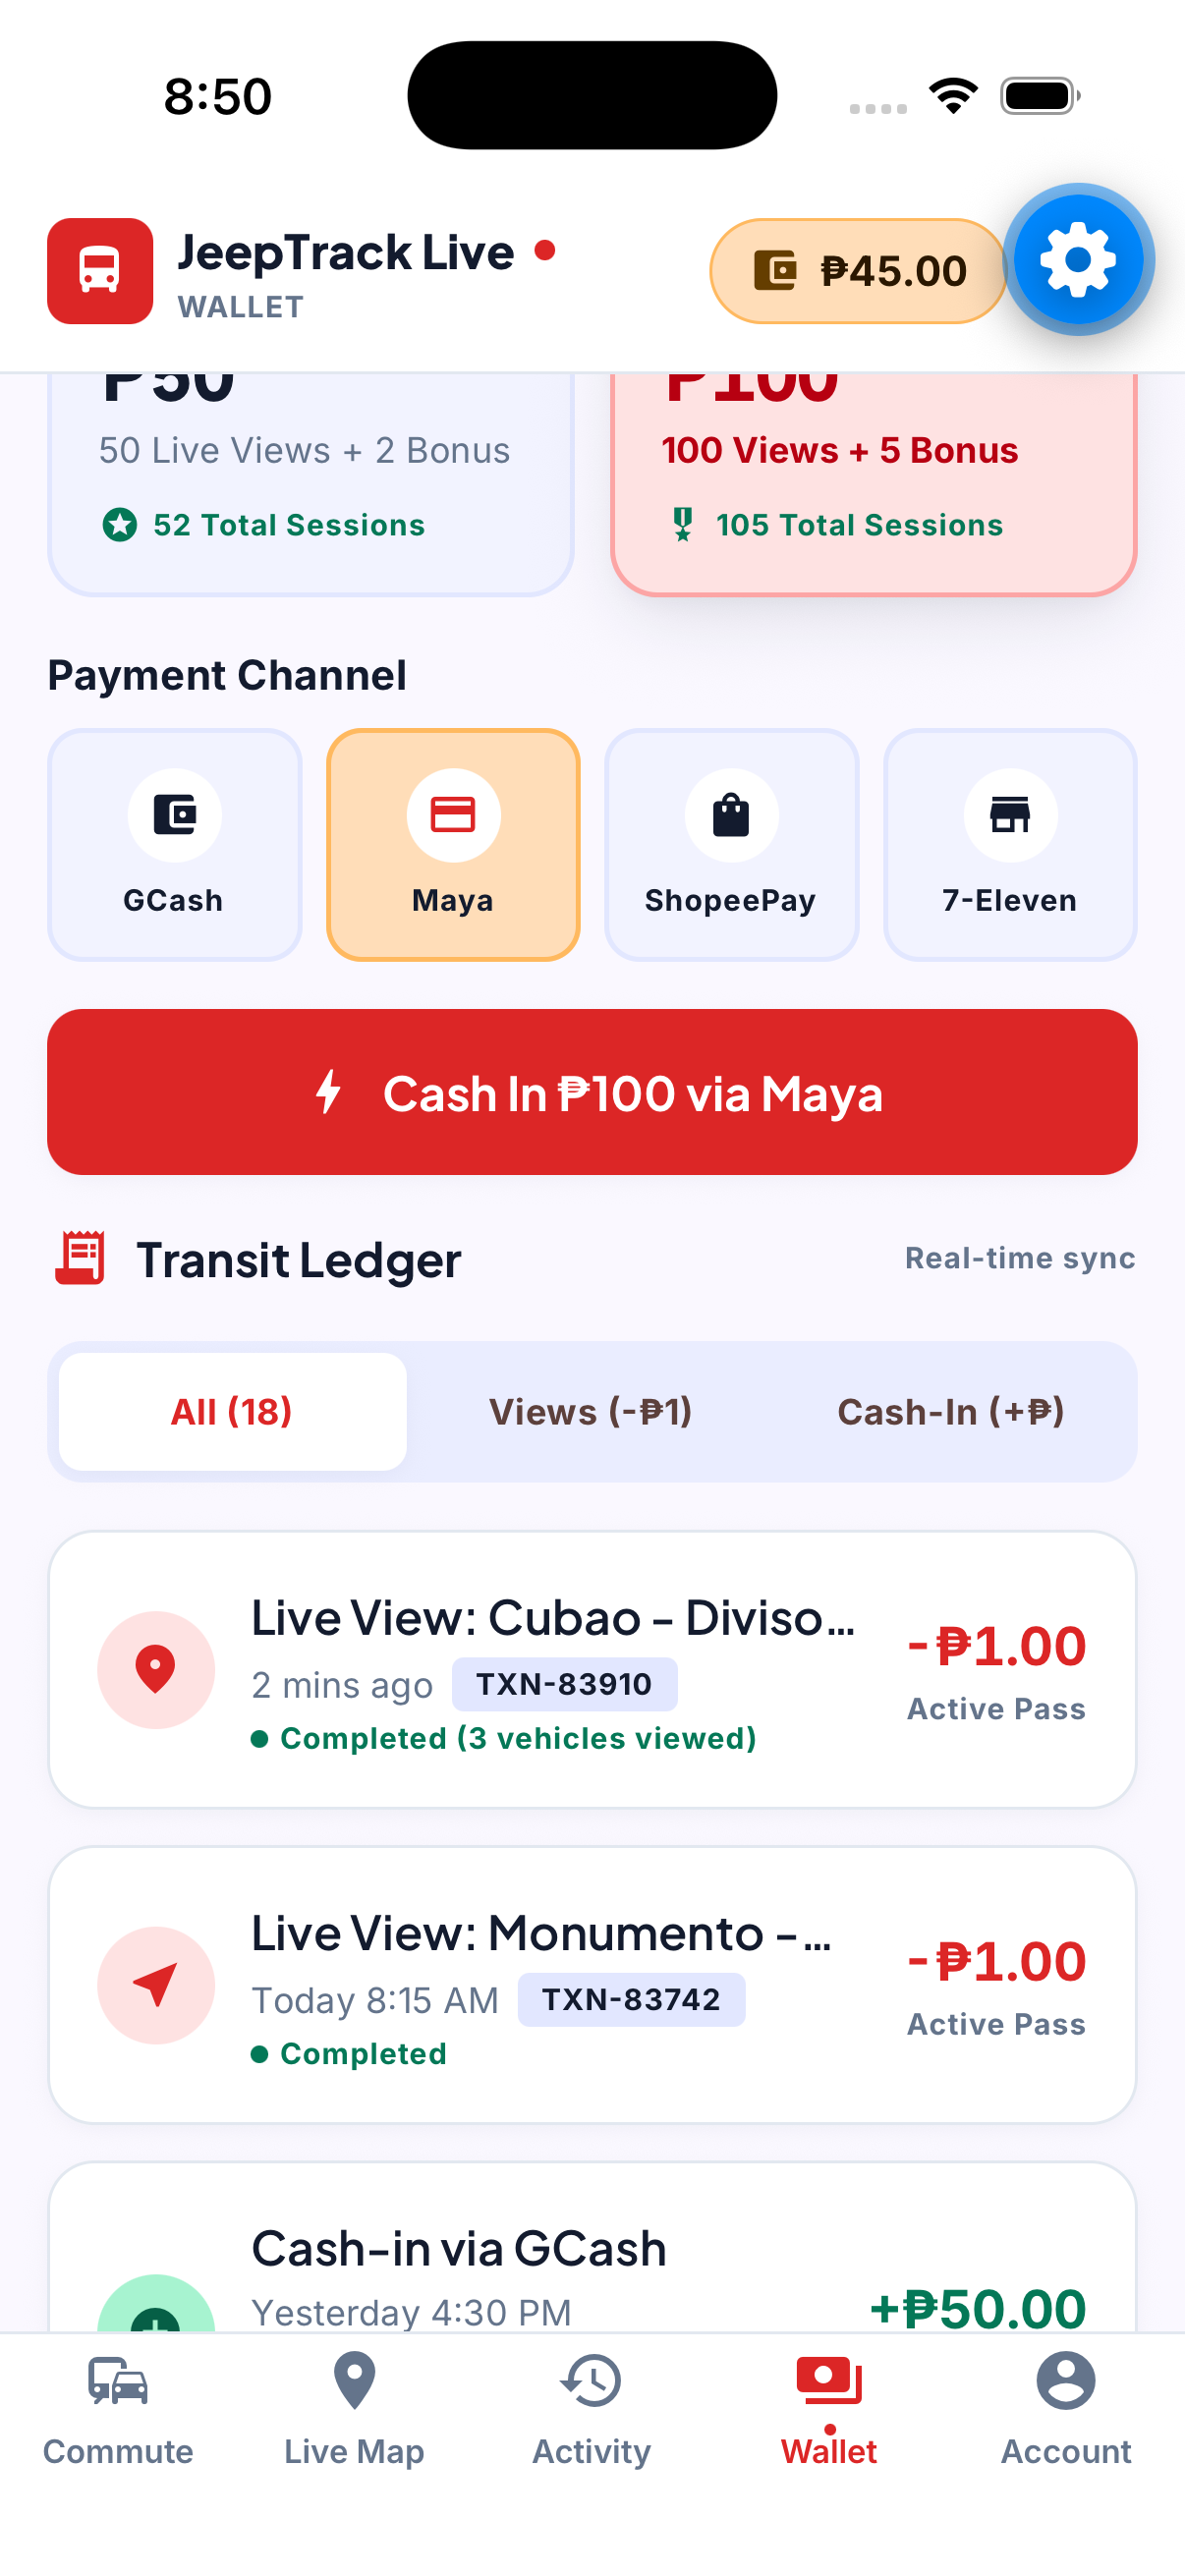 8:50
JeepTrack Live
WALLET
₱45.00
₱50
₱100
50 Live Views + 2 Bonus
100 Views + 5 Bonus
52 Total Sessions
105 Total Sessions
Payment Channel
GCash
Maya
ShopeePay
7-Eleven
Cash In ₱100 via Maya
Transit Ledger
Real-time sync
All (18)
Views (-₱1)
Cash-In (+₱)
Live View: Cubao - Diviso...
-₱1.00
2 mins ago
TXN-83910
Active Pass
Completed (3 vehicles viewed)
Live View: Monumento -...
-₱1.00
Today 8:15 AM
TXN-83742
Active Pass
Completed
Cash-in via GCash
Yesterday 4:30 PM
+₱50.00
Commute
Live Map
Activity
Wallet
Account